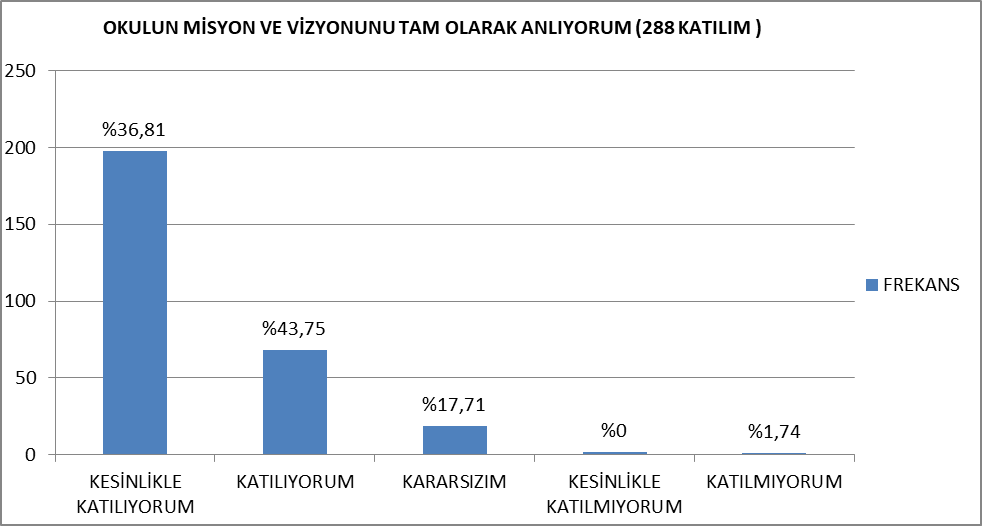 OKULUN MİSYON VE VİZYONUNU TAM OLARAK ANLIYORUM (288 KATILIM )
250
200
150
100
50
0
%36,81
%43,75
%17,71
%0
%1,74
KESİNLİKLE
KATILIYORUM
KATILIYORUM
KARARSIZIM
KESİNLİKLE
KATILMIYORUM
KATILMIYORUM
FREKANS